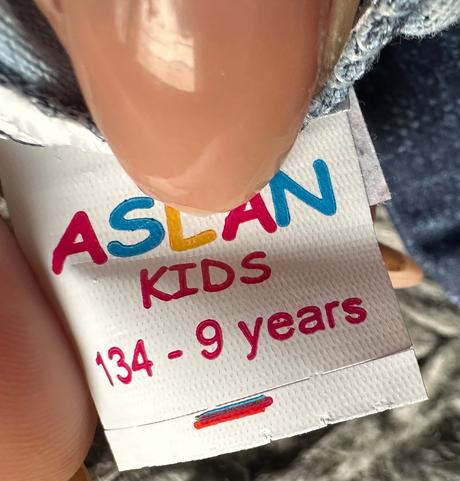 ASLAN
KIDS
134 - 9 years